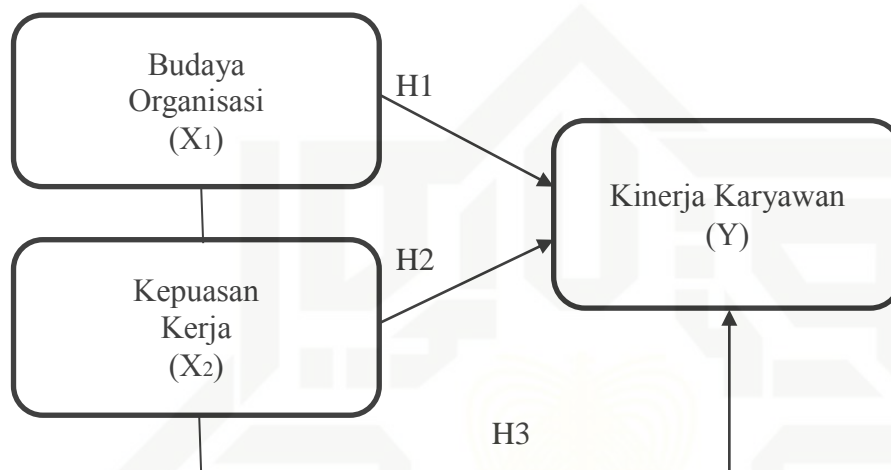 Budaya
Organisasi
(X1)
H1
Kinerja Karyawan
(Y)
H2
Kepuasan
Kerja
(X2)
H3